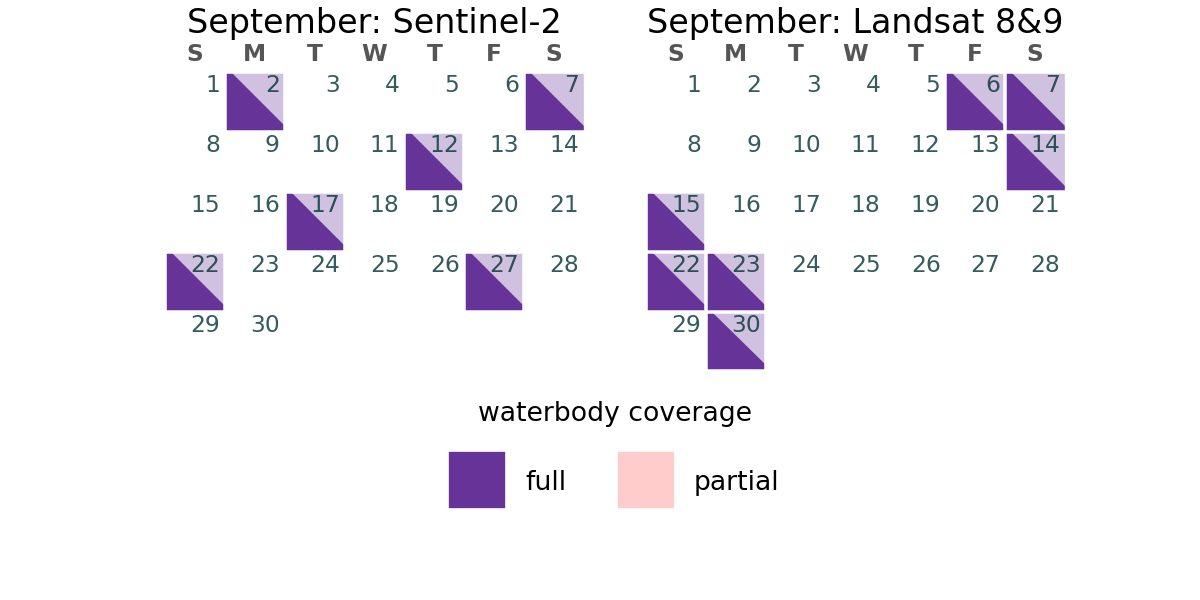 September: Sentinel-2
S M T W T F S
1 2 3 4 5 6 7
8 9 10 11 12 13 14
15 16 17 18 19 20 21
22 23 24 25 26 27 28
29 30
September: Landsat 8&9
S M T W T F S
1 2 3 4 5 6 7
8 9 10 11 12 13 14
15 16 17 18 19 20 21
22 23 24 25 26 27 28
29 30
waterbody coverage
full partial